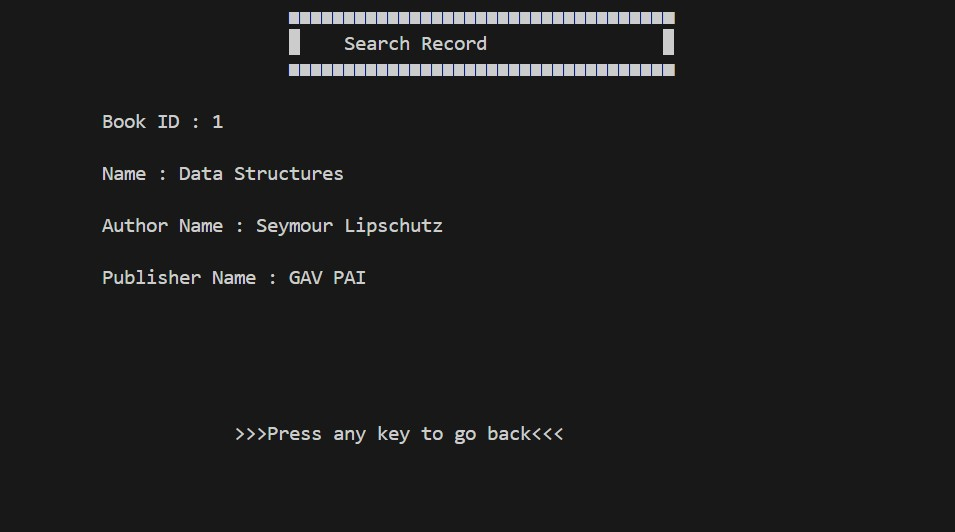 Search Record
Book ID : 1
Name : Data Structures
Author Name : Seymour Lipschutz
Publisher Name : GAV PAI
>>>Press any key to go back<<<